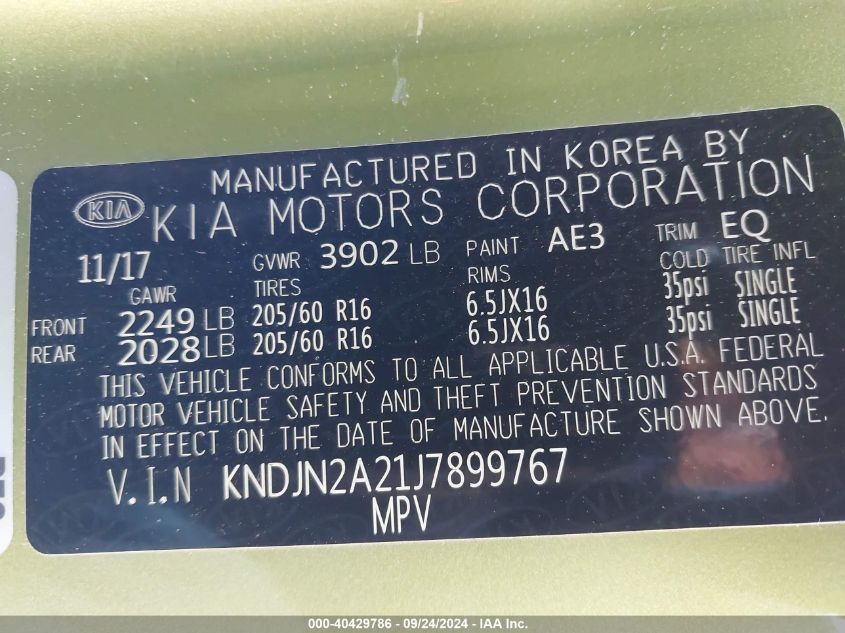 MANUFACTURED IN KOREA BY
KIA KIA MOTORS CORPORATION
11/17 GVWR 3902 LB PAINT AE3 TRIM EQ
GAWR TIRES RIMS COLD TIRE INFL
FRONT 2249 LB 205/60 R16 6.5JX16 35psi SINGLE
REAR 2028 LB 205/60 R16 6.5JX16 35psi SINGLE
THIS VEHICLE CONFORMS TO ALL APPLICABLE U.S.A. FEDERAL
MOTOR VEHICLE SAFETY AND THEFT PREVENTION STANDARDS
IN EFFECT ON THE DATE OF MANUFACTURE SHOWN ABOVE.
V.I.N KNDJN2A21J7899767
MPV
000-40429786 - 09/24/2024 - IAA Inc.